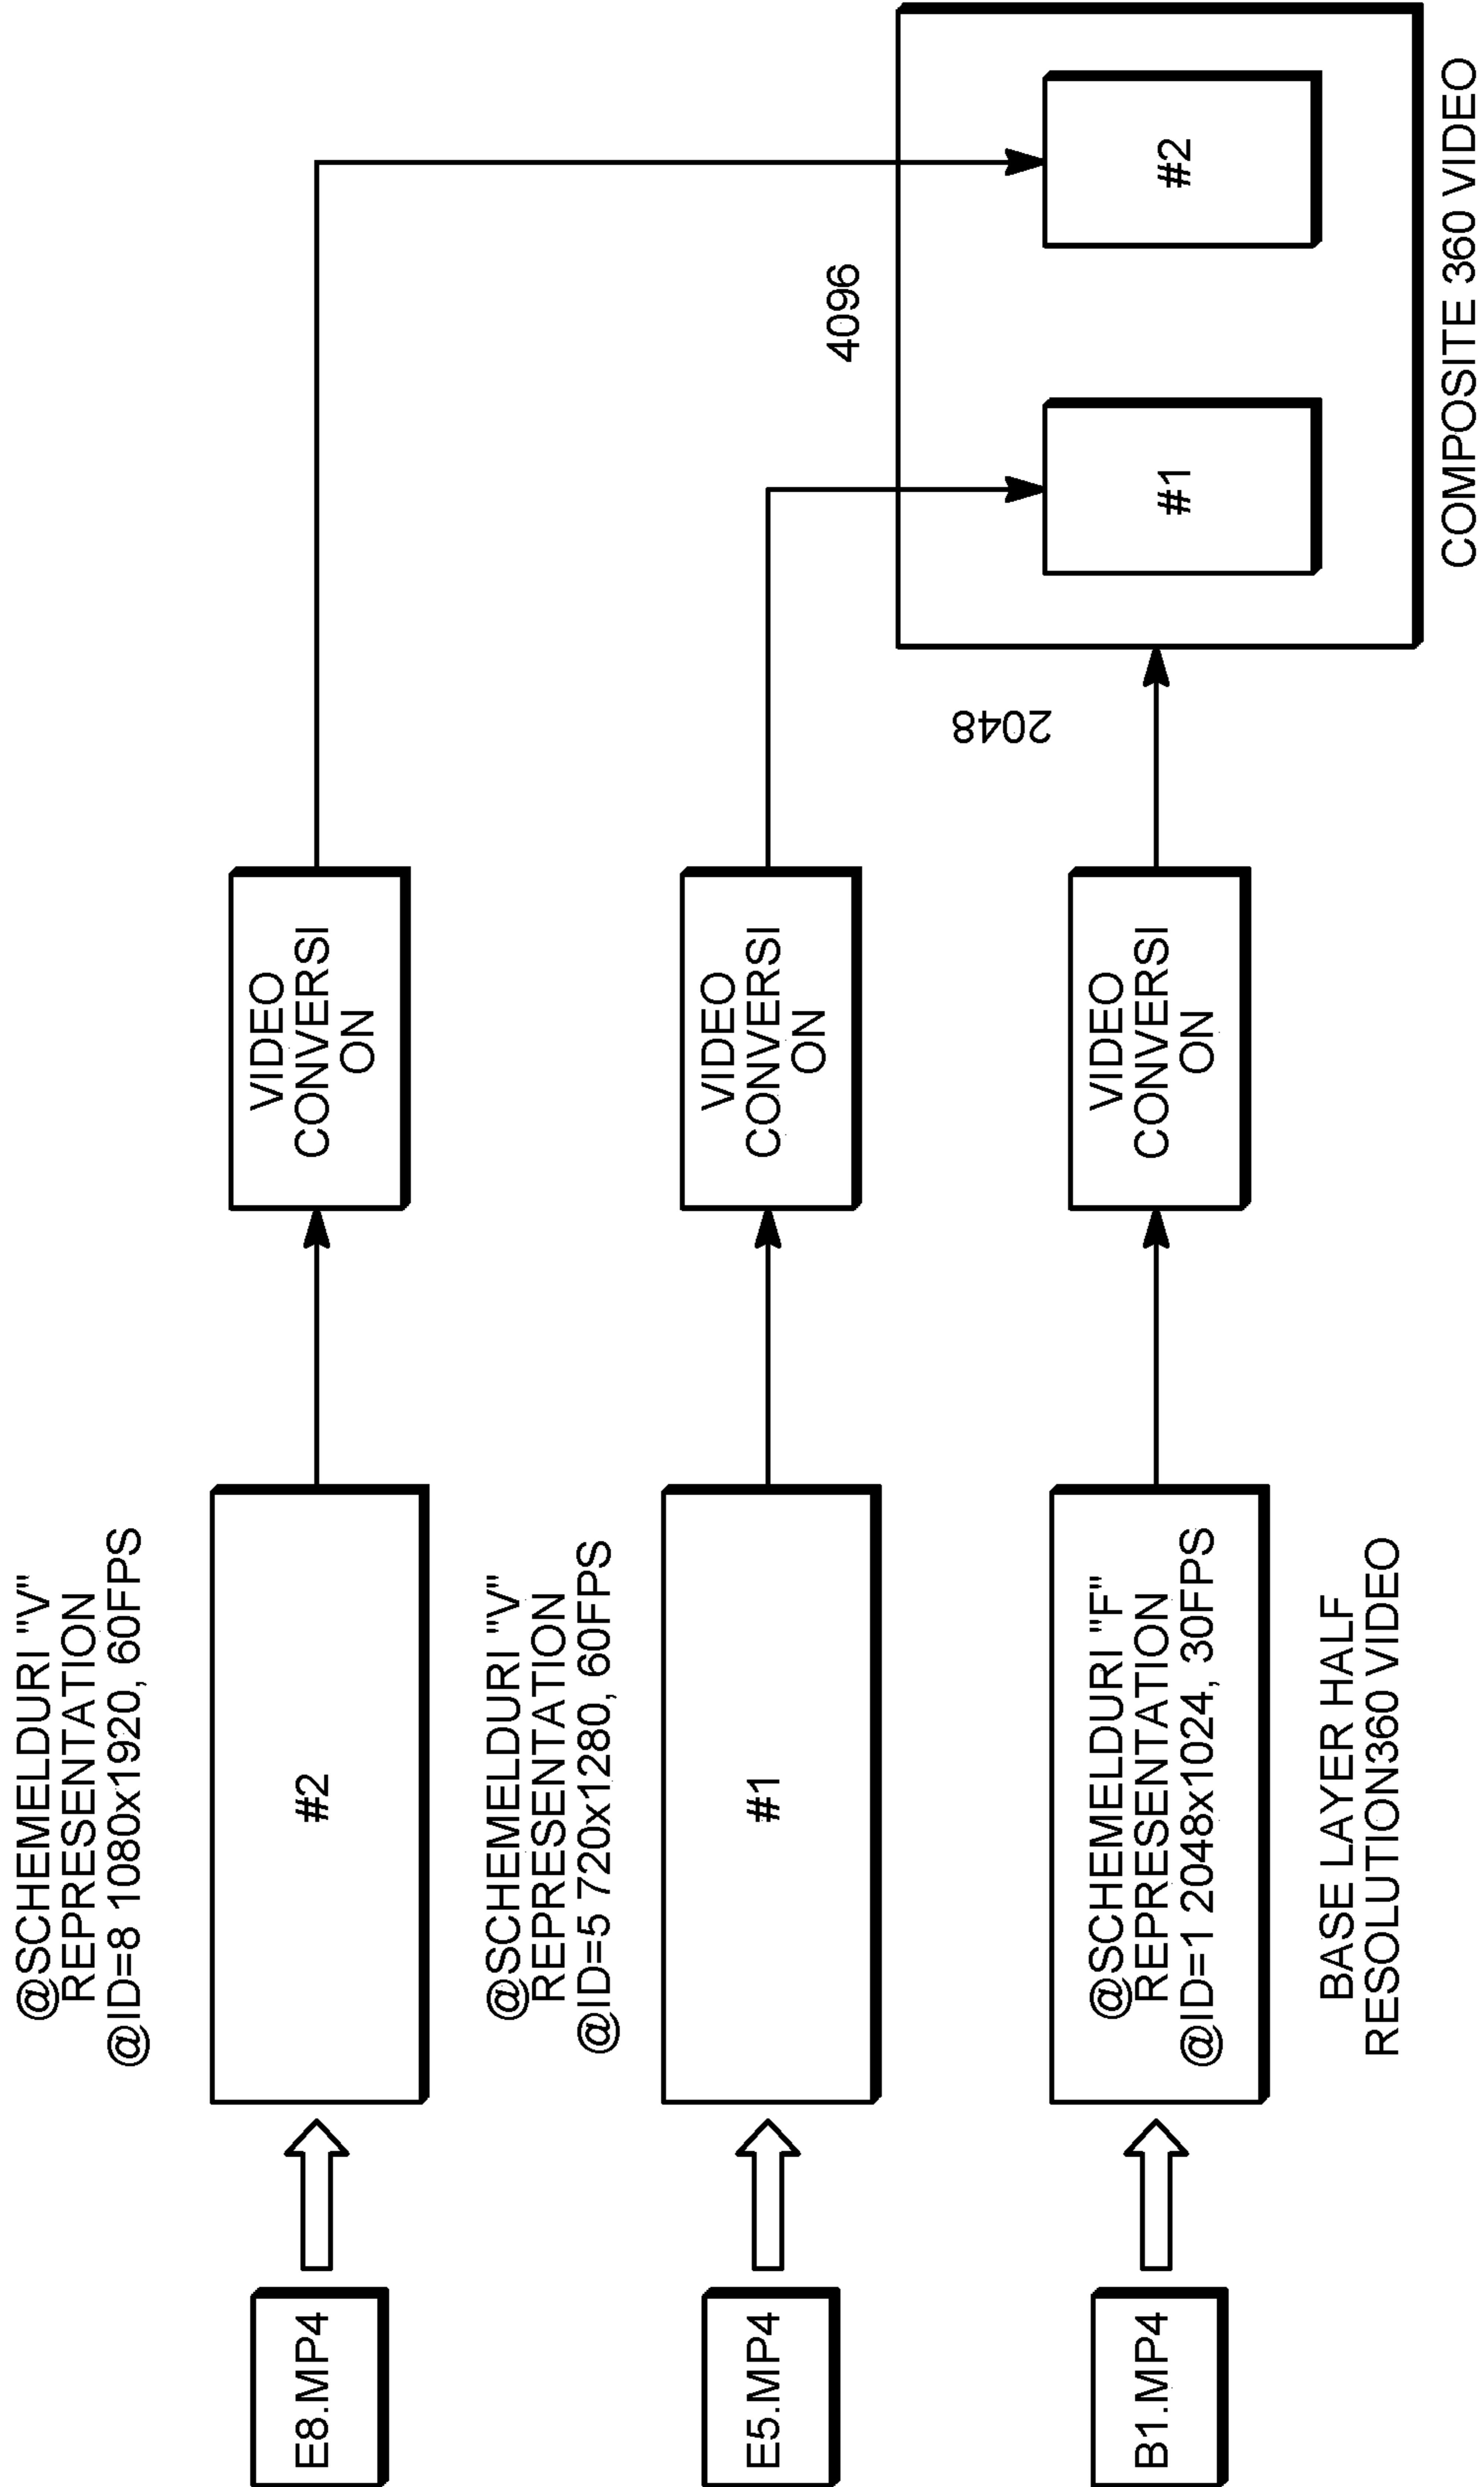 @SCHEMELDURI "V"
REPRESENTATION
@ID=8 1080x1920, 60FPS
E8.MP4
#2
VIDEO
CONVERSI
ON
@SCHEMELDURI "V"
REPRESENTATION
@ID=5 720x1280, 60FPS
E5.MP4
#1
VIDEO
CONVERSI
ON
B1.MP4
@SCHEMELDURI "F"
REPRESENTATION
@ID=1 2048x1024, 30FPS
BASE LAYER HALF
RESOLUTION360 VIDEO
VIDEO
CONVERSI
ON
2048
4096
#1
#2
COMPOSITE 360 VIDEO